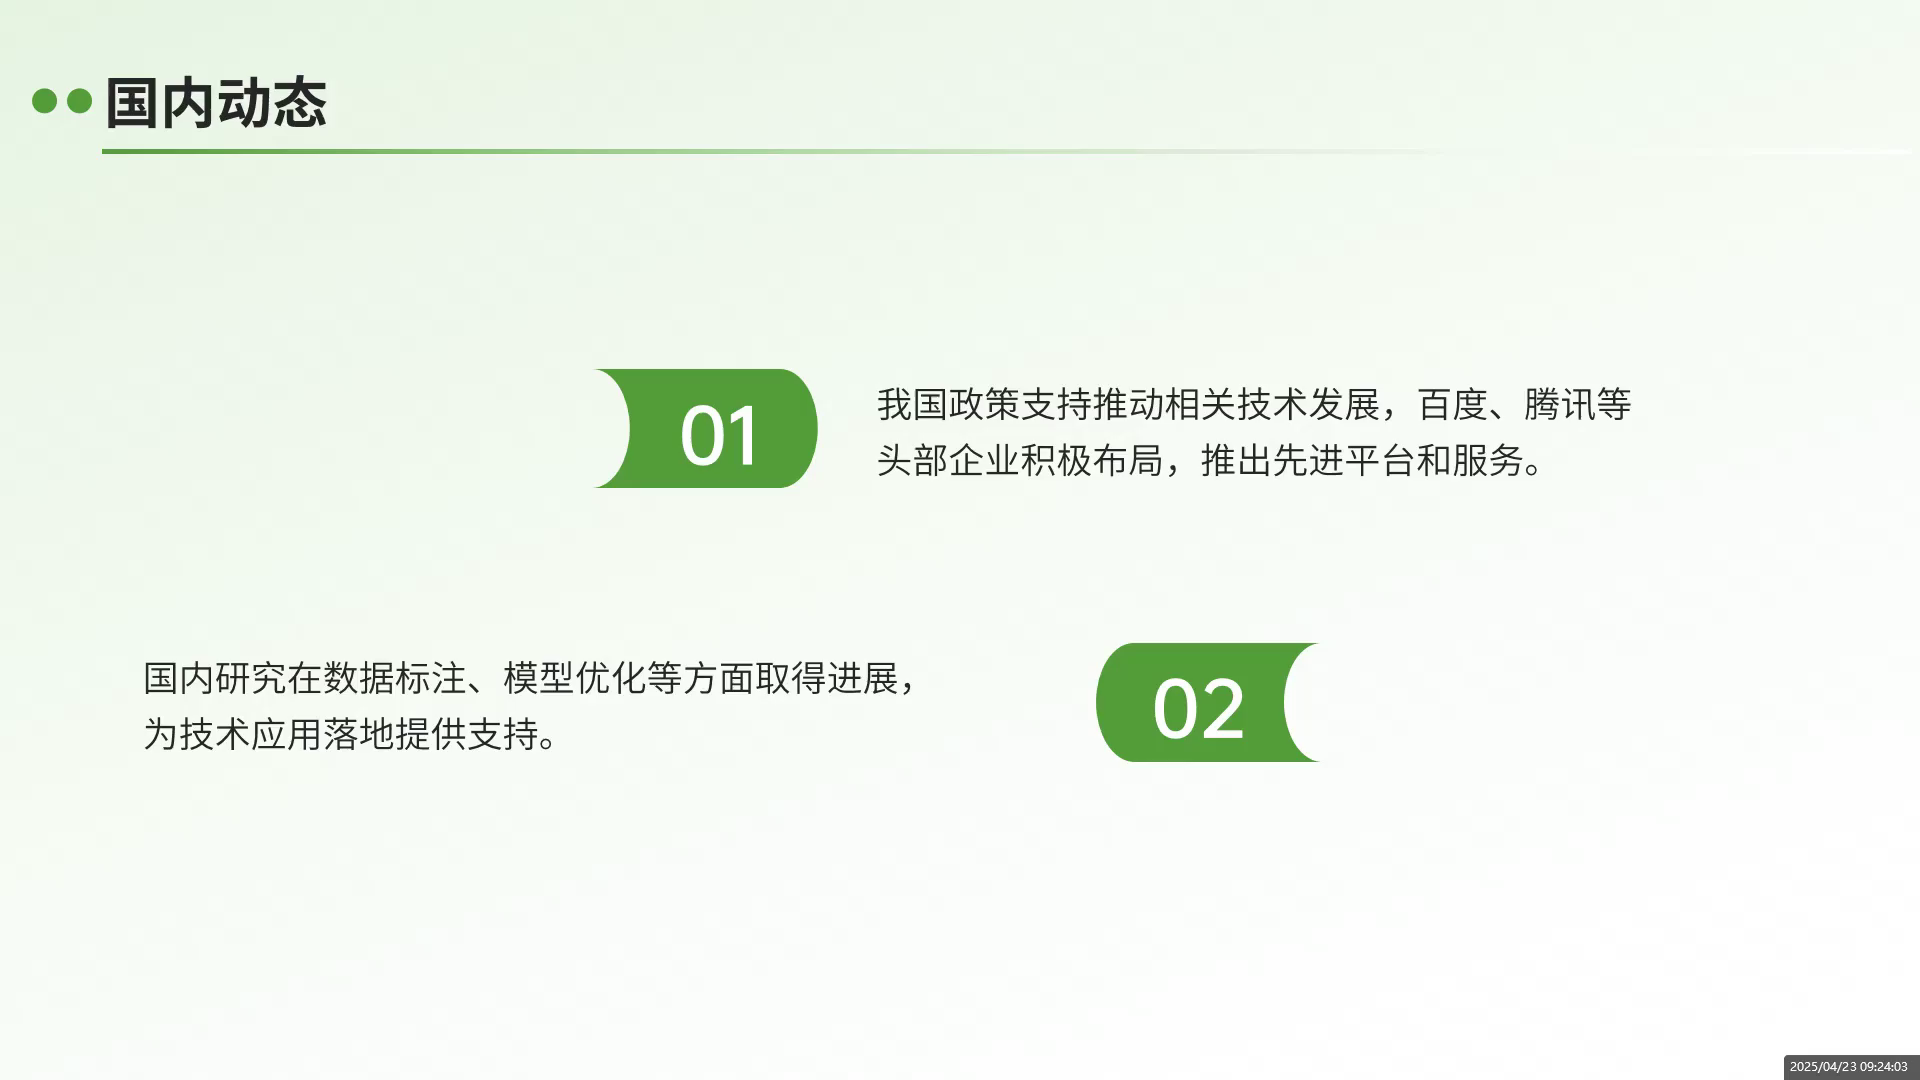 国内动态
01
我国政策支持推动相关技术发展，百度、腾讯等
头部企业积极布局，推出先进平台和服务。
国内研究在数据标注、模型优化等方面取得进展，
为技术应用落地提供支持。
02
2025/04/23 09:24:03